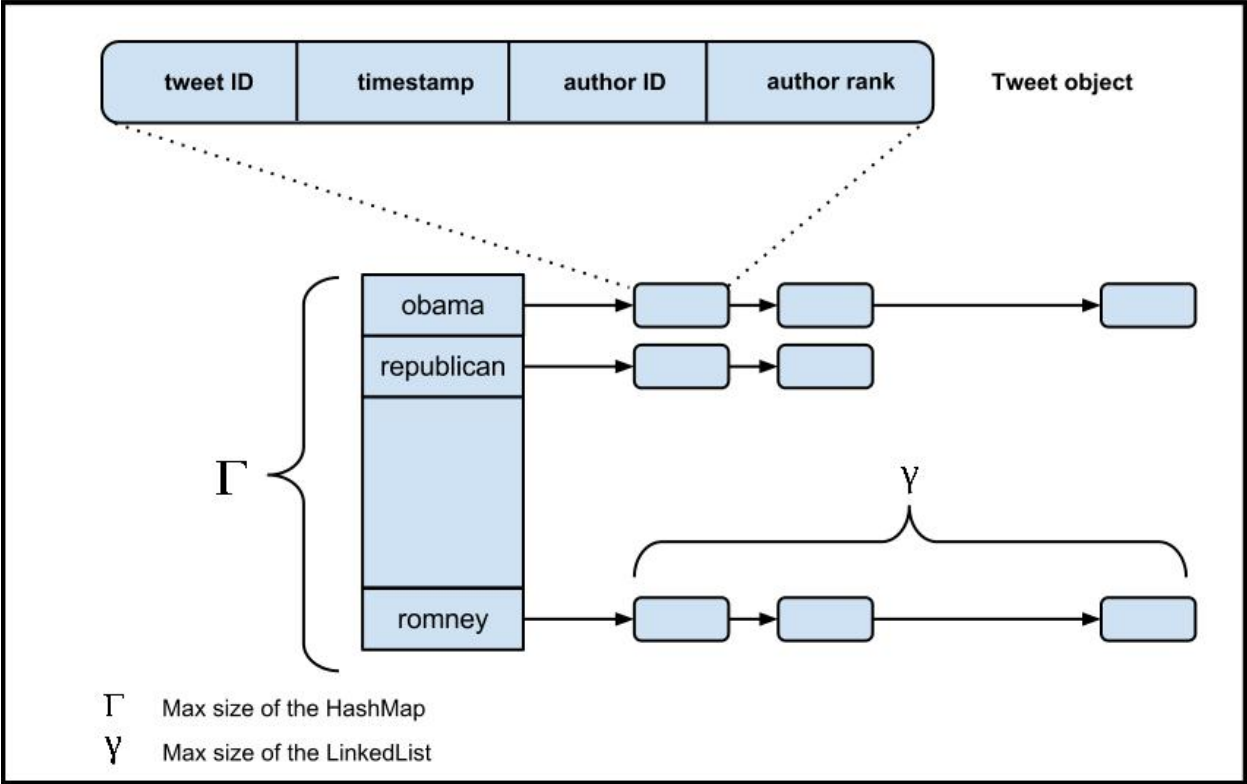 tweet ID timestamp author ID author rank Tweet object
obama
republican
Γ
γ
romney
Γ Max size of the HashMap
γ Max size of the LinkedList